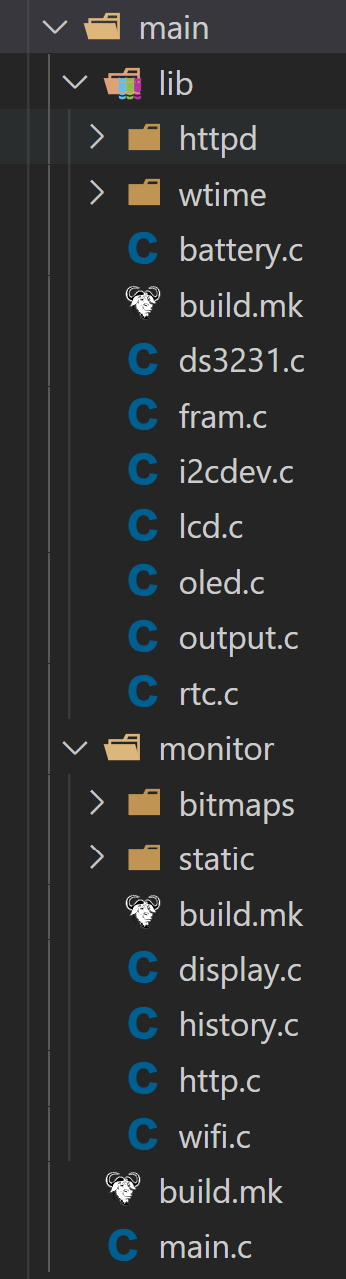 main
lib
httpd
wtime
battery.c
build.mk
ds3231.c
fram.c
i2cdev.c
lcd.c
oled.c
output.c
rtc.c
monitor
bitmaps
static
build.mk
display.c
history.c
http.c
wifi.c
build.mk
main.c